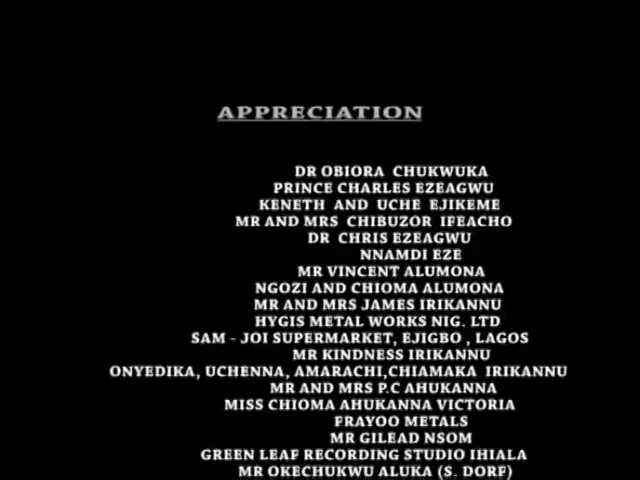 APPRECIATION
DR OBIORA CHUKWUKA
PRINCE CHARLES EZEAGWU
KENETH AND UCHE EJIKEME
MR AND MRS CHIBUZOR IFEACHO
DR CHRIS EZEAGWU
NNAMDI EZE
MR VINCENT ALUMONA
NGOZI AND CHIOMA ALUMONA
MR AND MRS JAMES IRIKANNU
HYGIS METAL WORKS NIG. LTD
SAM - JOI SUPERMARKET, EJIGBO , LAGOS
MR KINDNESS IRIKANNU
ONYEDIKA, UCHENNA, AMARACHI,CHIAMAKA IRIKANNU
MR AND MRS P.C AHUKANNA
MISS CHIOMA AHUKANNA VICTORIA
FRAYOO METALS
MR GILEAD NSOM
GREEN LEAF RECORDING STUDIO IHIALA
MR OKECHUKWU ALUKA (S. DORF)